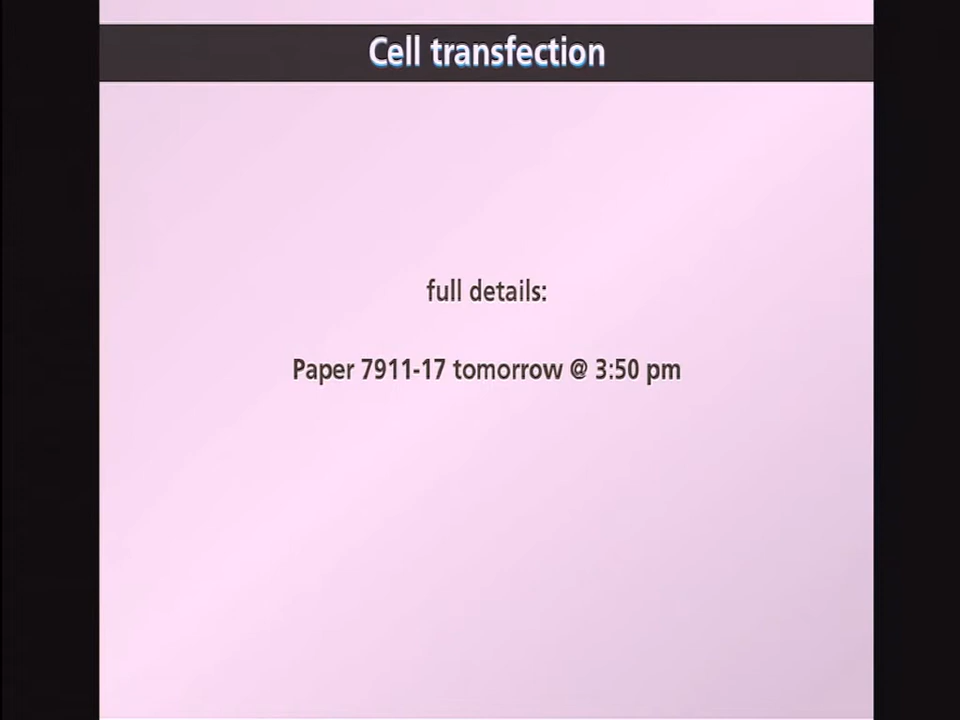 Cell transfection
full details:
Paper 7911-17 tomorrow @ 3:50 pm